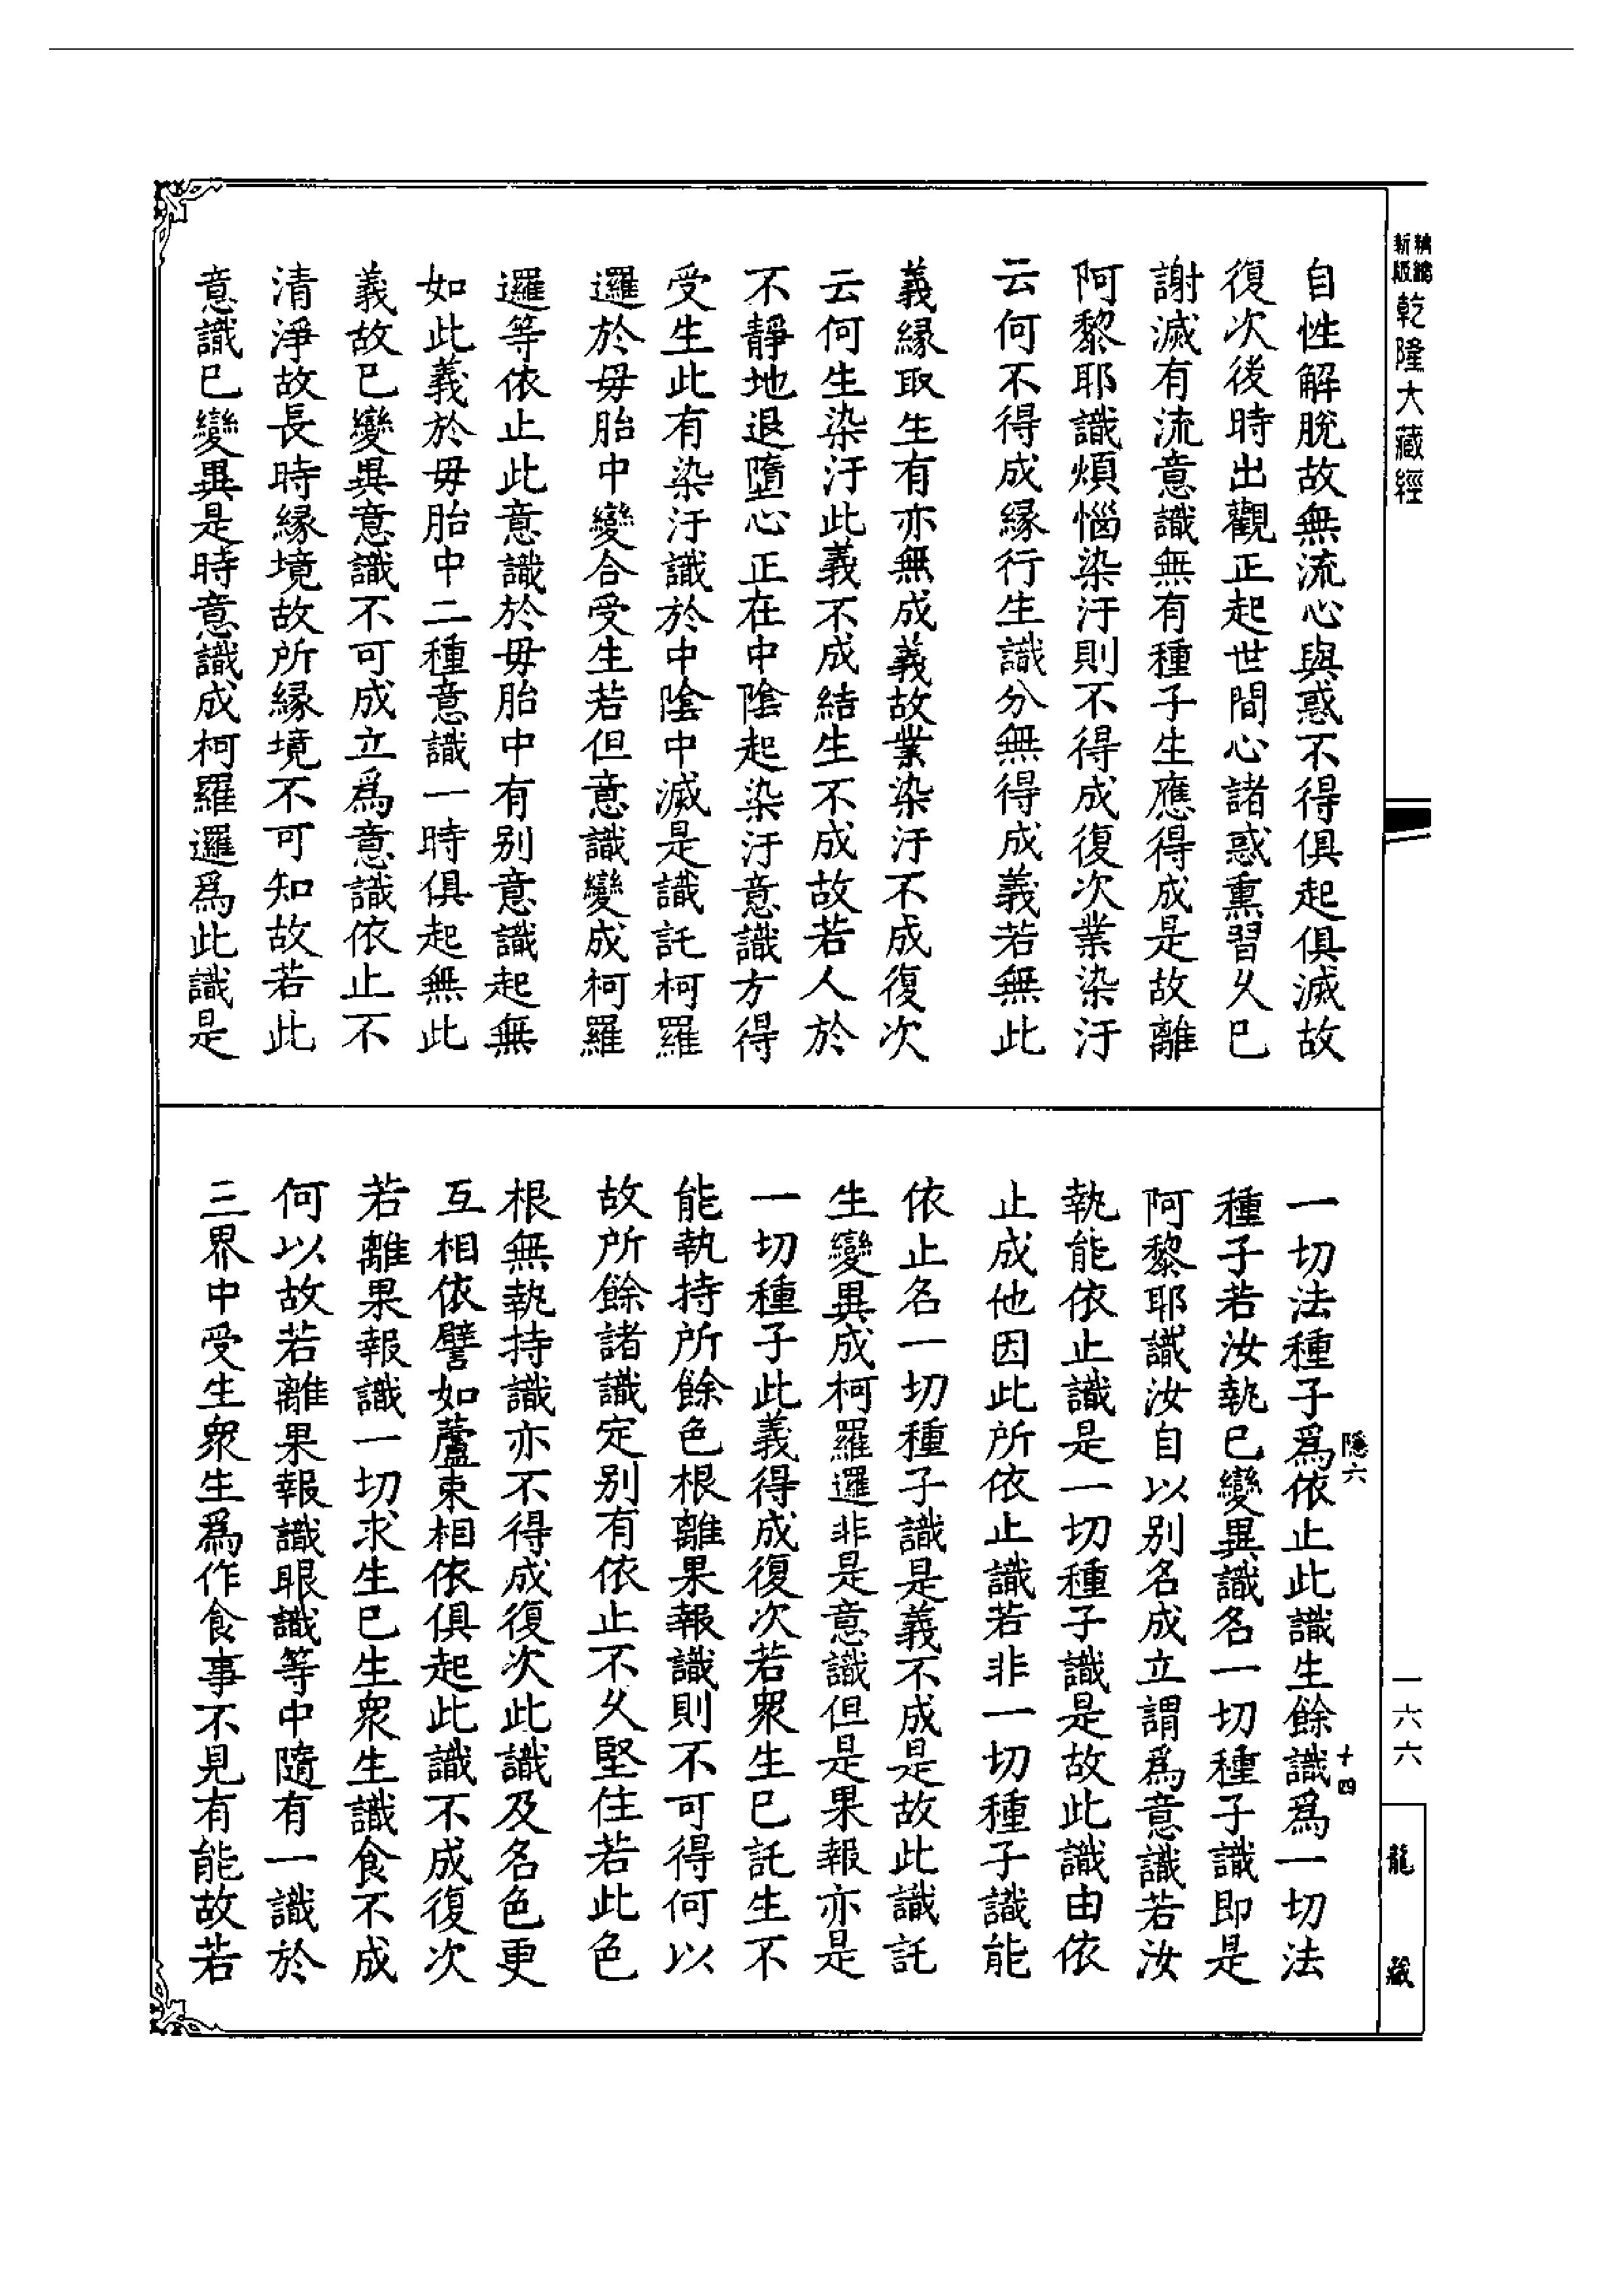 新版精縮乾隆大藏經
自性解脫故無流心與惑不得俱起俱滅故
復次後時出觀正起世間心諸惑熏習久已
謝滅有流意識無有種子生應得成是故離
阿黎耶識煩惱染汙則不得成復次業染汙
云何不得成緣行生識分無得成義若無此
義緣取生有亦無成義故業染汙不成復次
云何生染汙此義不成結生不成故若人於
不靜地退墮心正在中陰起染汙意識方得
受生此有染汙識於中陰中滅是識託柯羅
邏於母胎中變合受生若但意識變成柯羅
邏等依止此意識於母胎中有別意識起無
如此義於母胎中二種意識一時俱起無此
義故已變異意識不可成立為意識依止不
清淨故長時緣境故所緣境不可知故若此
意識已變異是時意識成柯羅邏為此識是
一切法種子為依止此識生餘識為一切法
種子若汝執已變異識名一切種子識即是
阿黎耶識汝自以別名成立謂為意識若汝
執能依止識是一切種子識是故此識由依
止成他因此所依止識若非一切種子識能
依止名一切種子識是義不成是故此識託
生變異成柯羅邏非是意識但是果報亦是
一切種子此義得成復次若眾生已託生不
能執持所餘色根離果報識則不可得何以
故所餘諸識定別有依止不久堅住若此色
根無執持識亦不得成復次此識及名色更
互相依譬如蘆束相依俱起此識不成復次
若離果報識一切求生已生眾生識食不成
何以故若離果報識眼識等中隨有一識於
三界中受生眾生為作食事不見有能故若
隱六
十四
一六六
龍藏